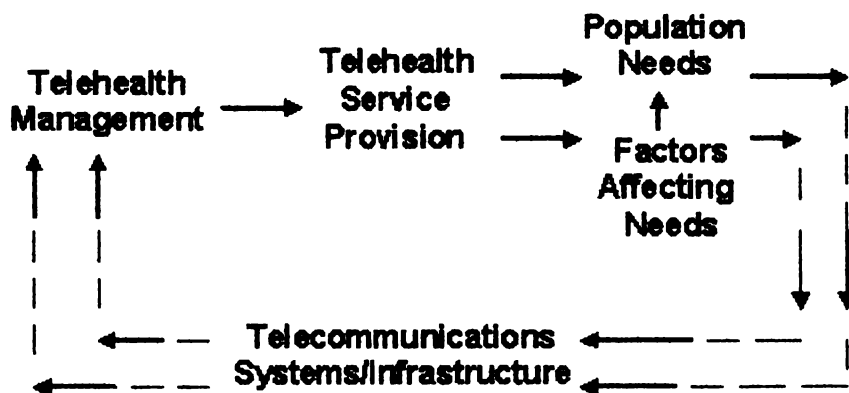 Telehealth
Management
Telehealth
Service
Provision
Population
Needs
Factors
Affecting
Needs
Telecommunications
Systems/Infrastructure